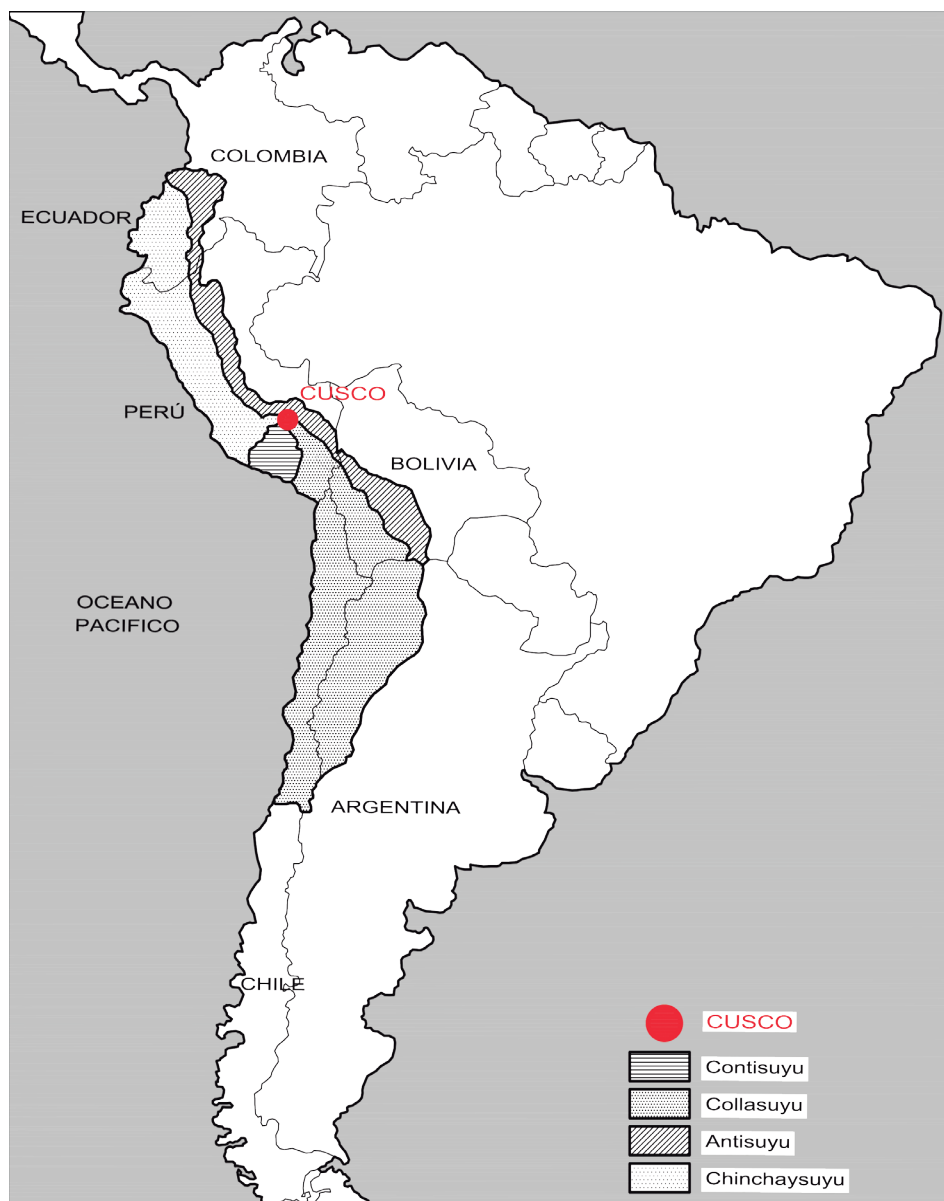 COLOMBIA
ECUADOR
CUSCO
PERÚ
BOLIVIA
OCEANO
PACIFICO
ARGENTINA
CHILE
CUSCO
Contisuyu
Collasuyu
Antisuyu
Chinchaysuyu